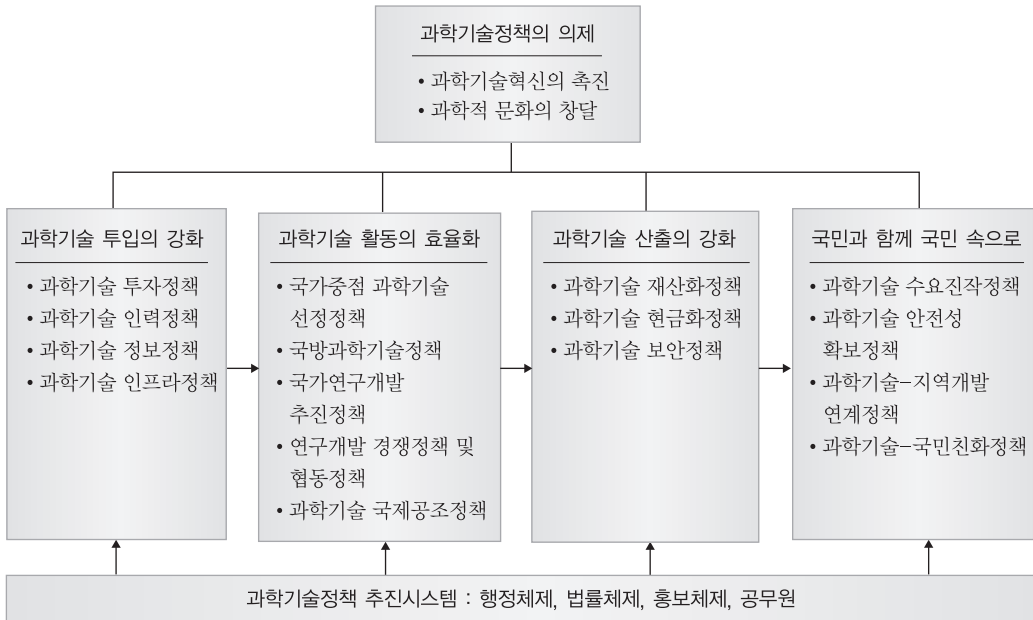 과학기술정책의 의제
• 과학기술혁신의 촉진
• 과학적 문화의 창달
과학기술 투입의 강화
• 과학기술 투자정책
• 과학기술 인력정책
• 과학기술 정보정책
• 과학기술 인프라정책
과학기술 활동의 효율화
• 국가중점 과학기술
선정정책
• 국방과학기술정책
• 국가연구개발
추진정책
• 연구개발 경쟁정책 및
협동정책
• 과학기술 국제공조정책
과학기술 산출의 강화
• 과학기술 재산화정책
• 과학기술 현금화정책
• 과학기술 보안정책
국민과 함께 국민 속으로
• 과학기술 수요진작정책
• 과학기술 안전성
확보정책
• 과학기술–지역개발
연계정책
• 과학기술–국민친화정책
과학기술정책 추진시스템 : 행정체제, 법률체제, 홍보체제, 공무원